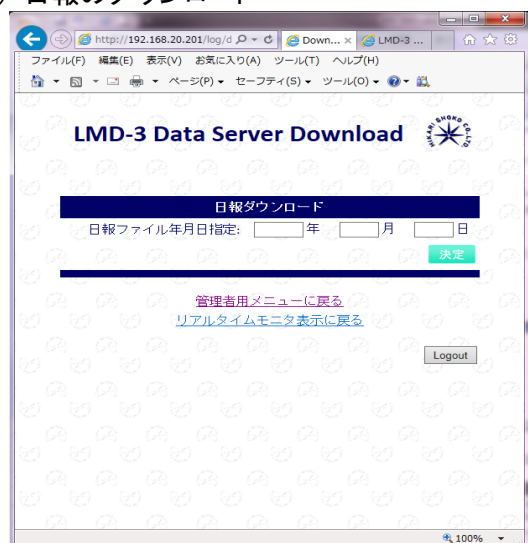 日報のダウンロード
http://192.168.20.201/log/d
Down...
LMD-3 ...
ファイル(F) 編集(E) 表示(V) お気に入り(A) ツール(T) ヘルプ(H)
ページ(P) セーフティ(S) ツール(O)
LMD-3 Data Server Download
HIKARI SHOKO CO.LTD
日報ダウンロード
日報ファイル年月日指定: 年 月 日
決定
管理者用メニューに戻る
リアルタイムモニタ表示に戻る
Logout
100%